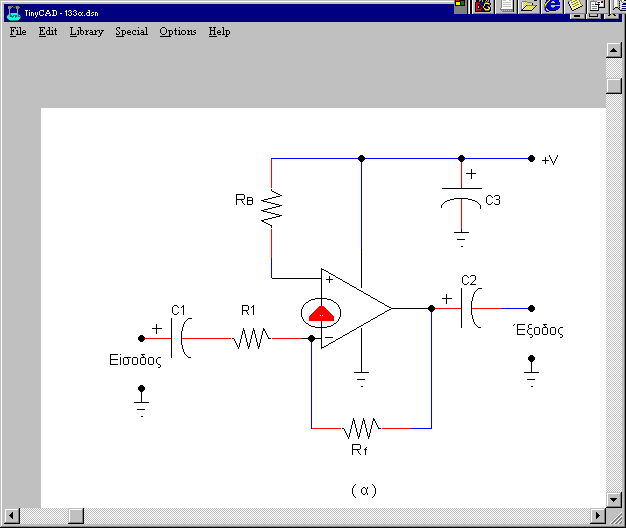 TinyCAD - 133α.dsn
File Edit Library Special Options Help
+V
+
RB
C3
+
C2
+
C1
R1
+
+
-
Έξοδος
Είσοδος
Rf
(α)